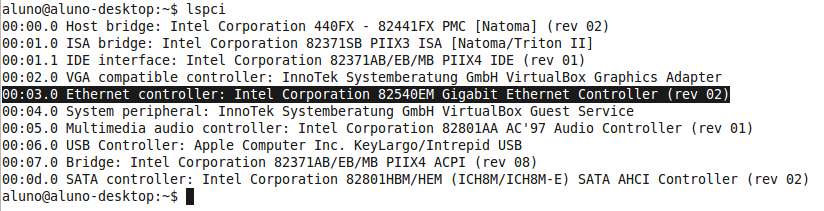 aluno@aluno-desktop:~$ lspci
00:00.0 Host bridge: Intel Corporation 440FX - 82441FX PMC [Natoma] (rev 02)
00:01.0 ISA bridge: Intel Corporation 82371SB PIIX3 ISA [Natoma/Triton II]
00:01.1 IDE interface: Intel Corporation 82371AB/EB/MB PIIX4 IDE (rev 01)
00:02.0 VGA compatible controller: InnoTek Systemberatung GmbH VirtualBox Graphics Adapter
00:03.0 Ethernet controller: Intel Corporation 82540EM Gigabit Ethernet Controller (rev 02)
00:04.0 System peripheral: InnoTek Systemberatung GmbH VirtualBox Guest Service
00:05.0 Multimedia audio controller: Intel Corporation 82801AA AC'97 Audio Controller (rev 01)
00:06.0 USB Controller: Apple Computer Inc. KeyLargo/Intrepid USB
00:07.0 Bridge: Intel Corporation 82371AB/EB/MB PIIX4 ACPI (rev 08)
00:0d.0 SATA controller: Intel Corporation 82801HBM/HEM (ICH8M/ICH8M-E) SATA AHCI Controller (rev 02)
aluno@aluno-desktop:~$